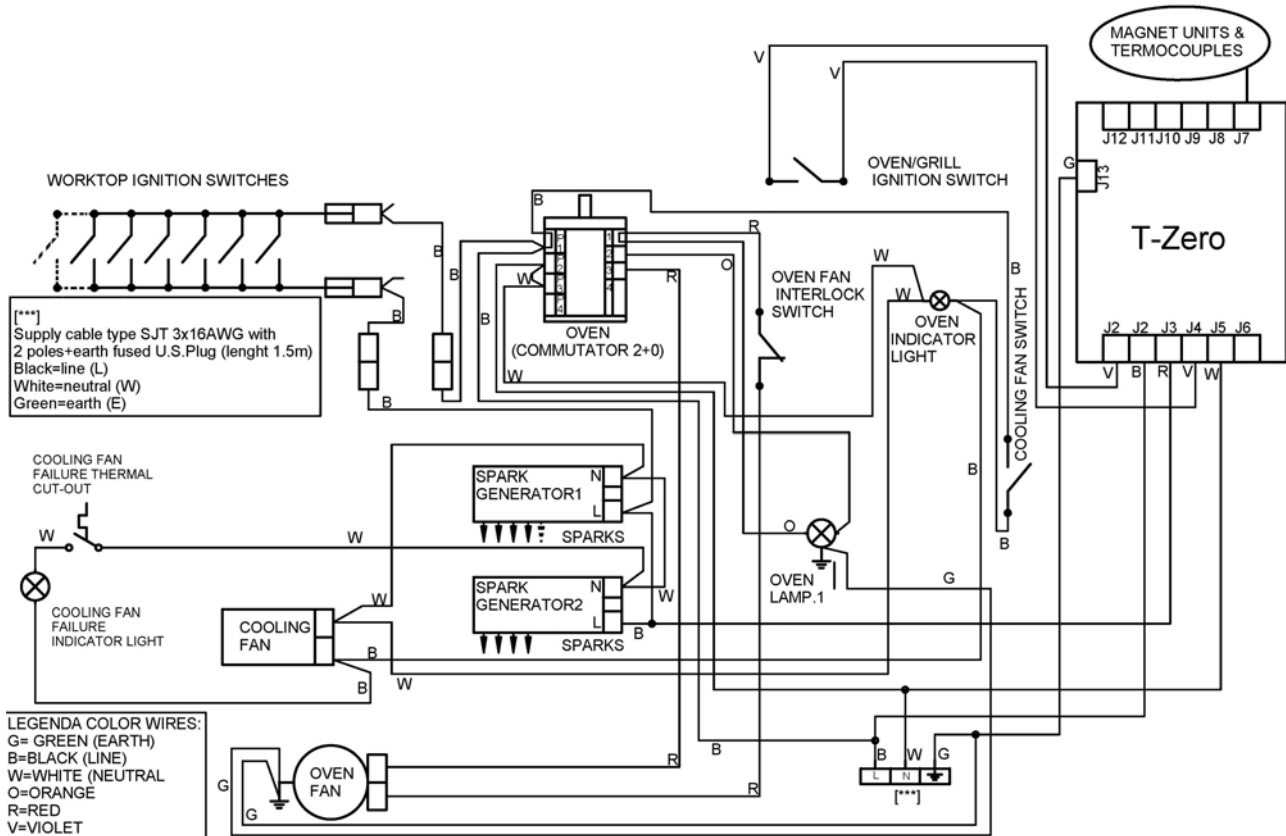 MAGNET UNITS &
TERMOCOUPLES
V
V
J12 J11 J10 J9 J8 J7
G
J13
T-Zero
OVEN/GRILL
IGNITION SWITCH
WORKTOP IGNITION SWITCHES
B
R
B
B
O
W
W
W
R
B
OVEN FAN
INTERLOCK
SWITCH
OVEN
INDICATOR
LIGHT
OVEN
(COMMUTATOR 2+0)
1
2
3
4
COOLING FAN SWITCH
J2 J2 J3 J4 J5 J6
V B R V W
[***]
Supply cable type SJT 3x16AWG with
2 poles+earth fused U.S.Plug (lenght 1.5m)
Black=line (L)
White=neutral (W)
Green=earth (E)
B
B
W
COOLING FAN
FAILURE THERMAL
CUT-OUT
SPARK
GENERATOR1
N
L
SPARKS
B
B
W
W
O
OVEN
LAMP.1
G
SPARK
GENERATOR2
N
L
SPARKS
W
B
COOLING FAN
FAILURE
INDICATOR LIGHT
COOLING
FAN
W
B
B
W
LEGENDA COLOR WIRES:
G= GREEN (EARTH)
B=BLACK (LINE)
W=WHITE (NEUTRAL
O=ORANGE
R=RED
V=VIOLET
OVEN
FAN
G
G
R
R
B
B W G
L N
[***]